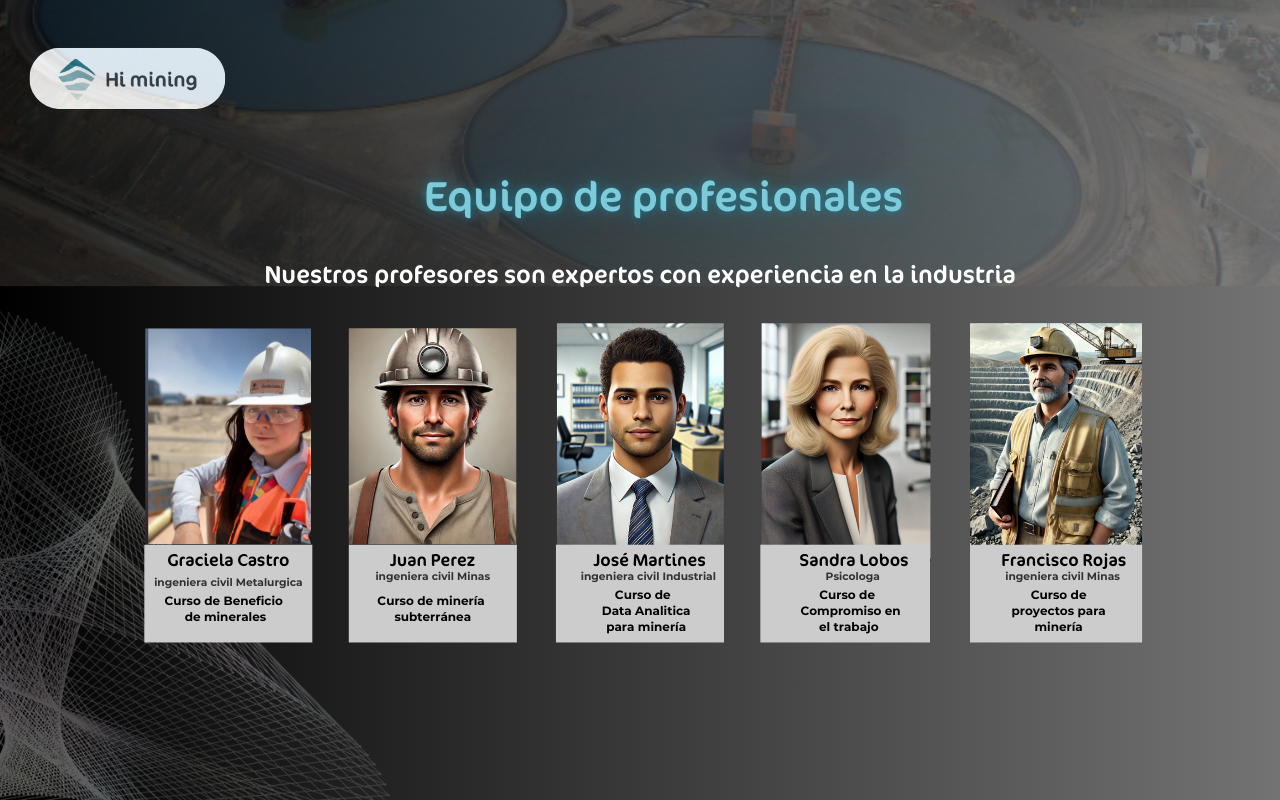 Hi mining
Equipo de profesionales
Nuestros profesores son expertos con experiencia en la industria
Graciela Castro
ingeniera civil Metalurgica
Curso de Beneficio
de minerales
Juan Perez
ingeniera civil Minas
Curso de minería
subterránea
José Martines
ingeniera civil Industrial
Curso de
Data Analitica
para minería
Sandra Lobos
Psicologa
Curso de
Compromiso en
el trabajo
Francisco Rojas
ingeniera civil Minas
Curso de
proyectos para
minería